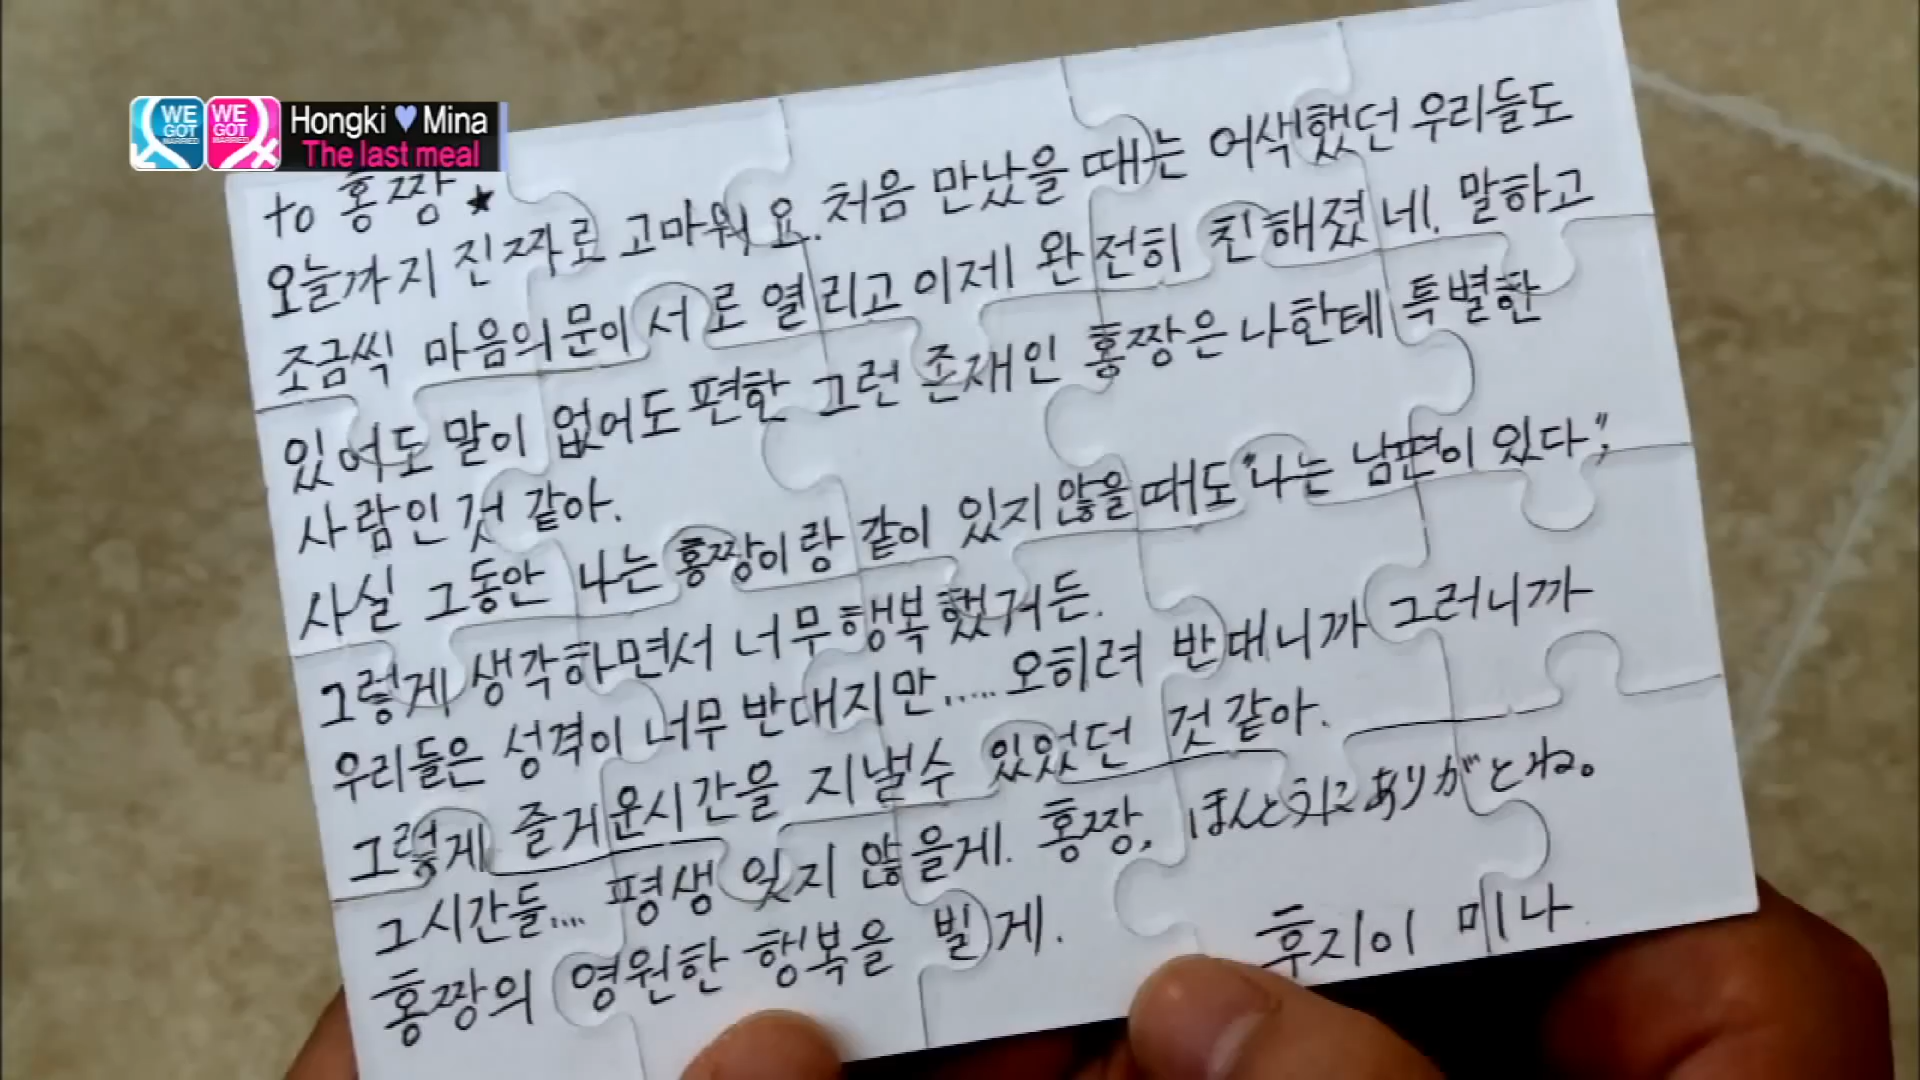 WE GOT MARRIED
WE GOT MARRIED
Hongki ♥ Mina
The last meal
to 홍짱★
오늘까지 진짜로 고마워요.. 처음 만났을 때는 어색했던 우리들도
조금씩 마음의 문이 서로 열리고 이제 완전히 친해졌네!. 말하고
있어도 말이 없어도 편한 그런 존재인 홍짱은 나한테 특별한
사람인 것 같아.
사실 그동안 나는 홍짱이랑 같이 있지 않을때도 "나는 남편이 있다",
그렇게 생각하면서 너무 행복했거든.
우리들은 성격이 너무 반대지만..... 오히려 반대니까 그러니까
그렇게 즐거운시간을 지낼수 있었던 것같아.
그시간들.... 평생 잊지 않을게. 홍짱, ほんとうにありがとね。
홍짱의 영원한 행복을 빌게.
후지이 미나